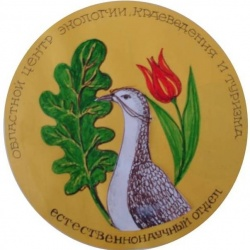 ОБЛАСТНОЙ ЦЕНТР ЭКОЛОГИИ, КРАЕВЕДЕНИЯ И ТУРИЗМА
ЕСТЕСТВЕННОНАУЧНЫЙ ОТДЕЛ